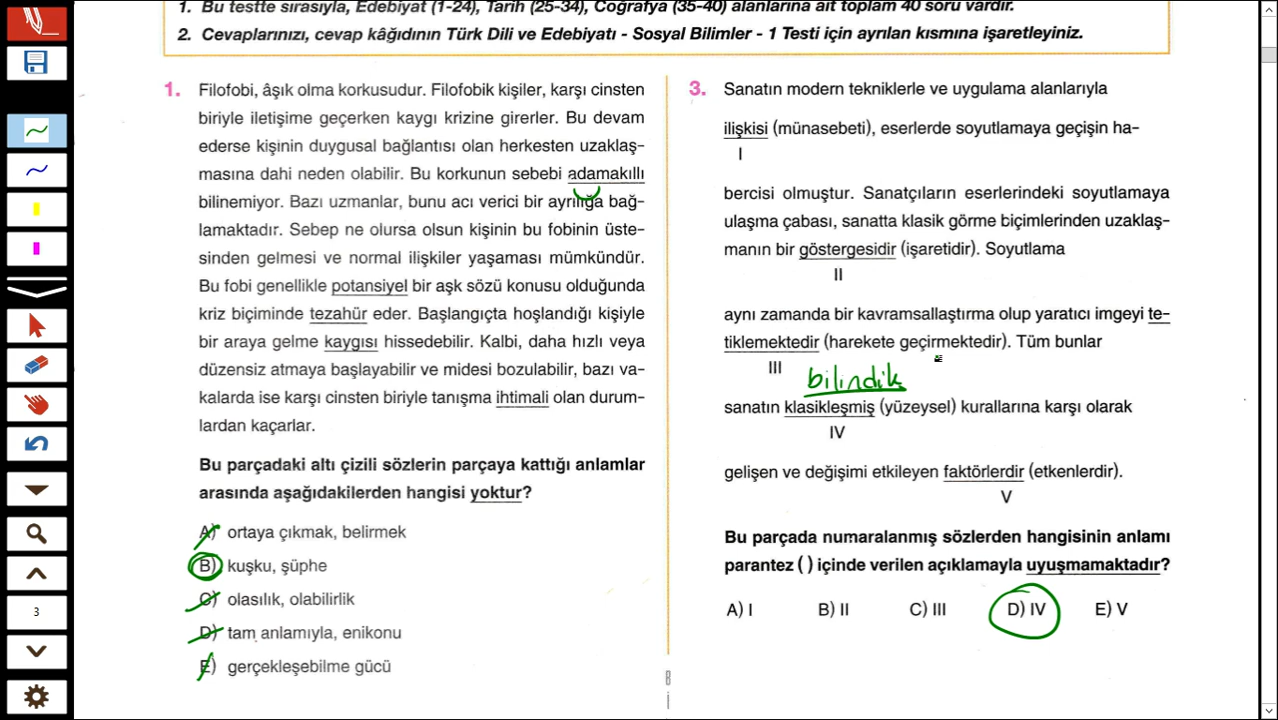 1. Bu testte sırasıyla, Edebiyat (1-24), Tarih (25-34), Coğrafya (35-40) alanlarına ait toplam 40 soru vardır.
2. Cevaplarınızı, cevap kâğıdının Türk Dili ve Edebiyatı - Sosyal Bilimler - 1 Testi için ayrılan kısmına işaretleyiniz.
1. Filofobi, âşık olma korkusudur. Filofobik kişiler, karşı cinsten
biriyle iletişime geçerken kaygı krizine girerler. Bu devam
ederse kişinin duygusal bağlantısı olan herkesten uzaklaş-
masına dahi neden olabilir. Bu korkunun sebebi adamakıllı
bilinemiyor. Bazı uzmanlar, bunu acı verici bir ayrılığa bağ-
lamaktadır. Sebep ne olursa olsun kişinin bu fobinin üste-
sinden gelmesi ve normal ilişkiler yaşaması mümkündür.
Bu fobi genellikle potansiyel bir aşk sözü konusu olduğunda
kriz biçiminde tezahür eder. Başlangıçta hoşlandığı kişiyle
bir araya gelme kaygısı hissedebilir. Kalbi, daha hızlı veya
düzensiz atmaya başlayabilir ve midesi bozulabilir, bazı va-
kalarda ise karşı cinsten biriyle tanışma ihtimali olan durum-
lardan kaçarlar.
Bu parçadaki altı çizili sözlerin parçaya kattığı anlamlar
arasında aşağıdakilerden hangisi yoktur?
A) ortaya çıkmak, belirmek
B) kuşku, şüphe
C) olasılık, olabilirlik
D) tam anlamıyla, enikonu
E) gerçekleşebilme gücü
3. Sanatın modern tekniklerle ve uygulama alanlarıyla
ilişkisi (münasebeti), eserlerde soyutlamaya geçişin ha-
I
bercisi olmuştur. Sanatçıların eserlerindeki soyutlamaya
ulaşma çabası, sanatta klasik görme biçimlerinden uzaklaş-
manın bir göstergesidir (işaretidir). Soyutlama
II
aynı zamanda bir kavramsallaştırma olup yaratıcı imgeyi te-
tiklemektedir (harekete geçirmektedir). Tüm bunlar
III
bilindik
sanatın klasikleşmiş (yüzeysel) kurallarına karşı olarak
IV
gelişen ve değişimi etkileyen faktörlerdir (etkenlerdir).
V
Bu parçada numaralanmış sözlerden hangisinin anlamı
parantez ( ) içinde verilen açıklamayla uyuşmamaktadır?
A) I B) II C) III D) IV E) V
3